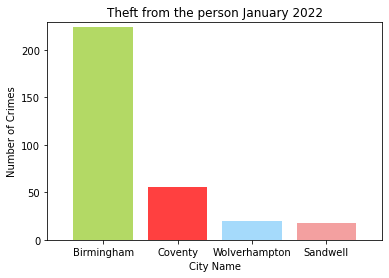 Theft from the person January 2022
Number of Crimes
200
150
100
50
0
Birmingham Coventy Wolverhampton Sandwell
City Name